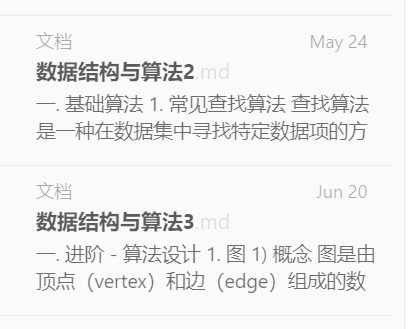 文档 May 24
数据结构与算法2.md
一. 基础算法 1. 常见查找算法 查找算法
是一种在数据集中寻找特定数据项的方
文档 Jun 20
数据结构与算法3.md
一. 进阶 - 算法设计 1. 图 1) 概念 图是由
顶点（vertex）和边（edge）组成的数